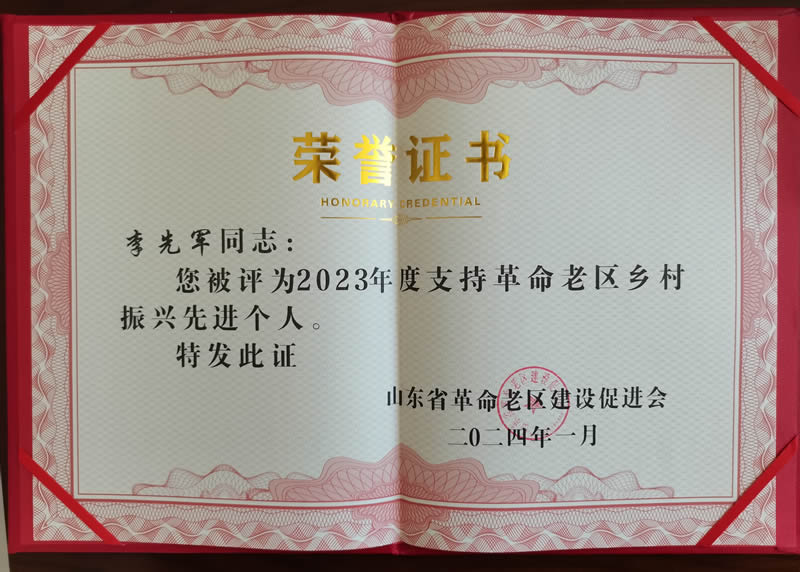 荣誉证书
HONORARY CREDENTIAL
李先军同志：
您被评为2023年度支持革命老区乡村
振兴先进个人。
特发此证
山东省革命老区建设促进会
二〇二四年一月